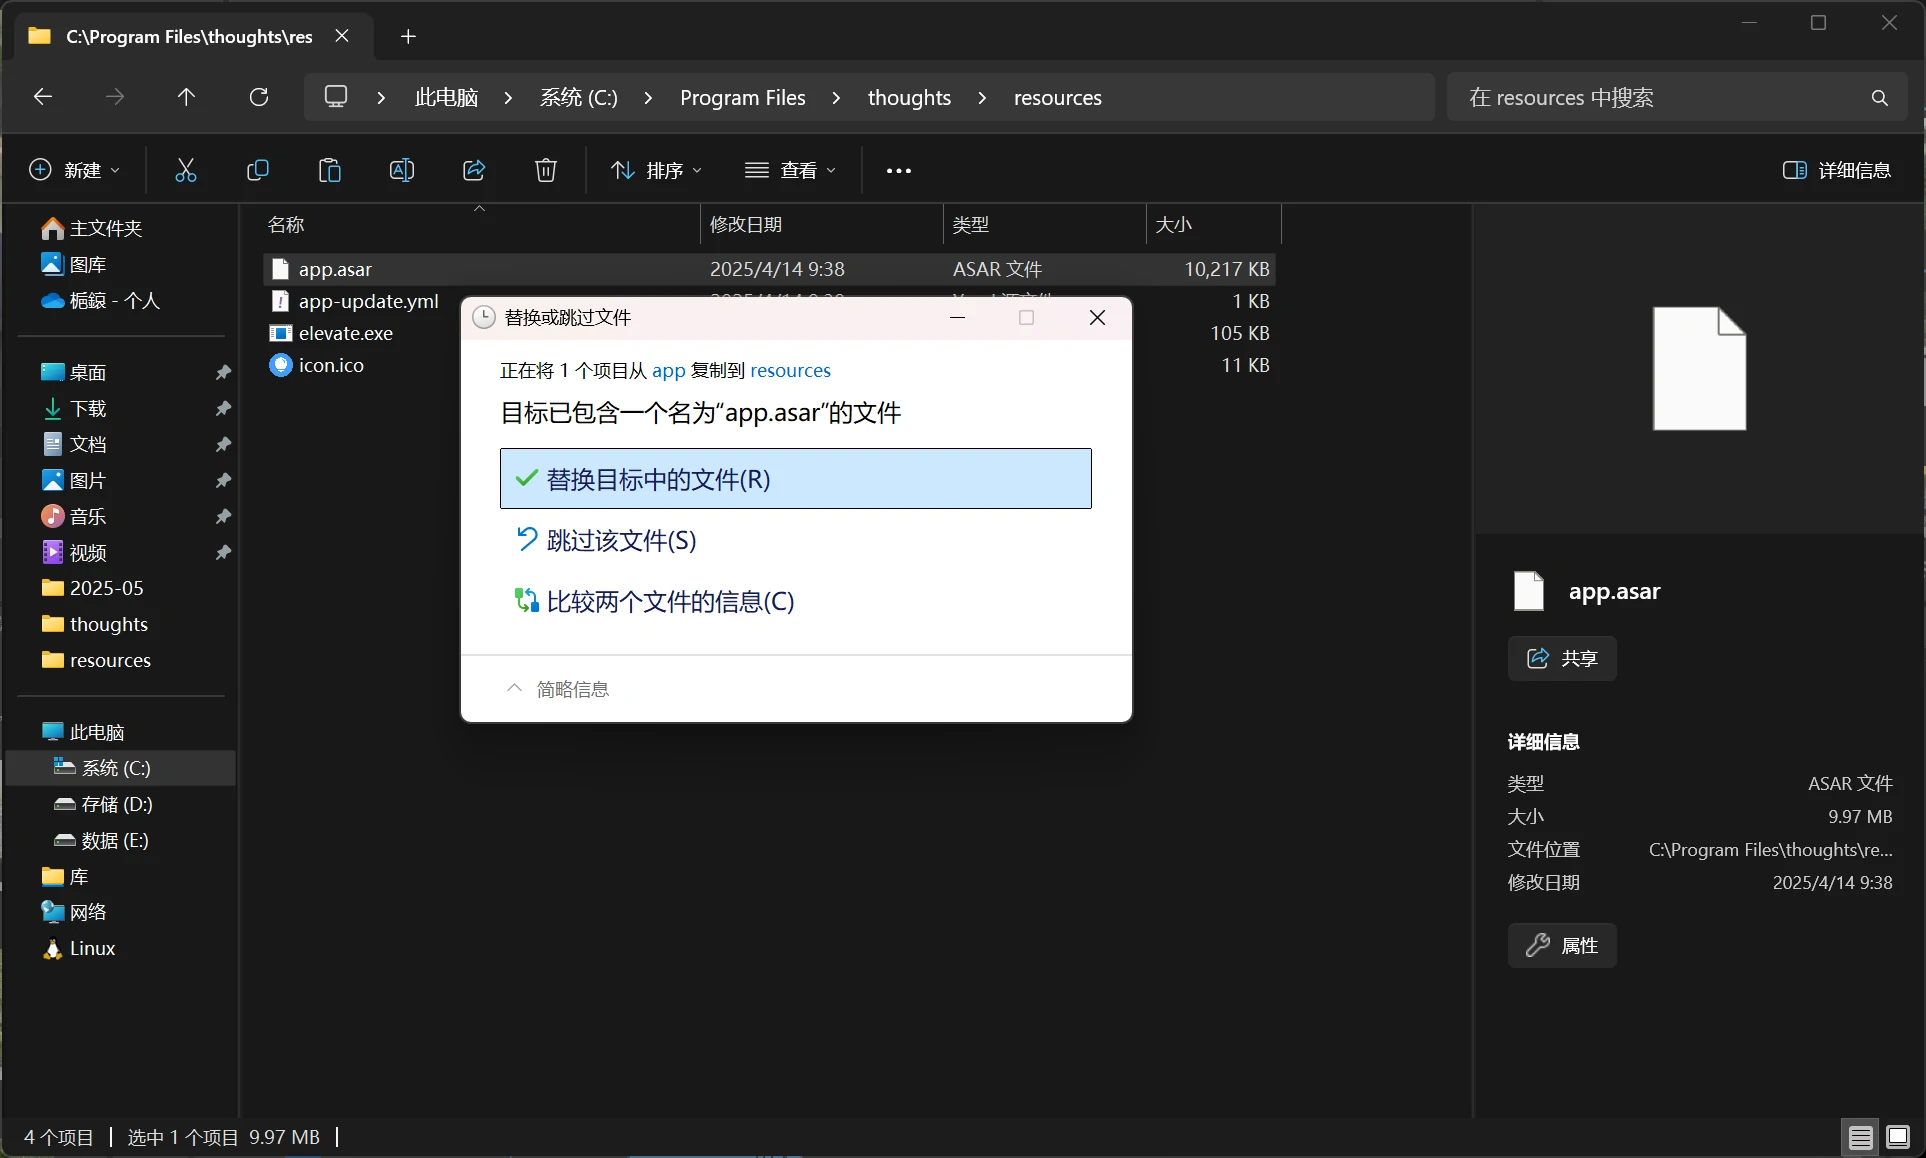 C:\Program Files\thoughts\res
此电脑 系统 (C:) Program Files thoughts resources
在 resources 中搜索
新建 排序 查看 详细信息
主文件夹
图库
- 个人
桌面
下载
文档
图片
音乐
视频
2025-05
thoughts
resources
此电脑
系统 (C:)
存储 (D:)
数据 (E:)
库
网络
Linux
名称 修改日期 类型 大小
app.asar 2025/4/14 9:38 ASAR 文件 10,217 KB
app-update.yml 1 KB
elevate.exe 105 KB
icon.ico 11 KB
替换或跳过文件
正在将 1 个项目从 app 复制到 resources
目标已包含一个名为“app.asar”的文件
替换目标中的文件(R)
跳过该文件(S)
比较两个文件的信息(C)
简略信息
app.asar
共享
详细信息
类型 ASAR 文件
大小 9.97 MB
文件位置 C:\Program Files\thoughts\re...
修改日期 2025/4/14 9:38
属性
4 个项目 选中 1 个项目 9.97 MB